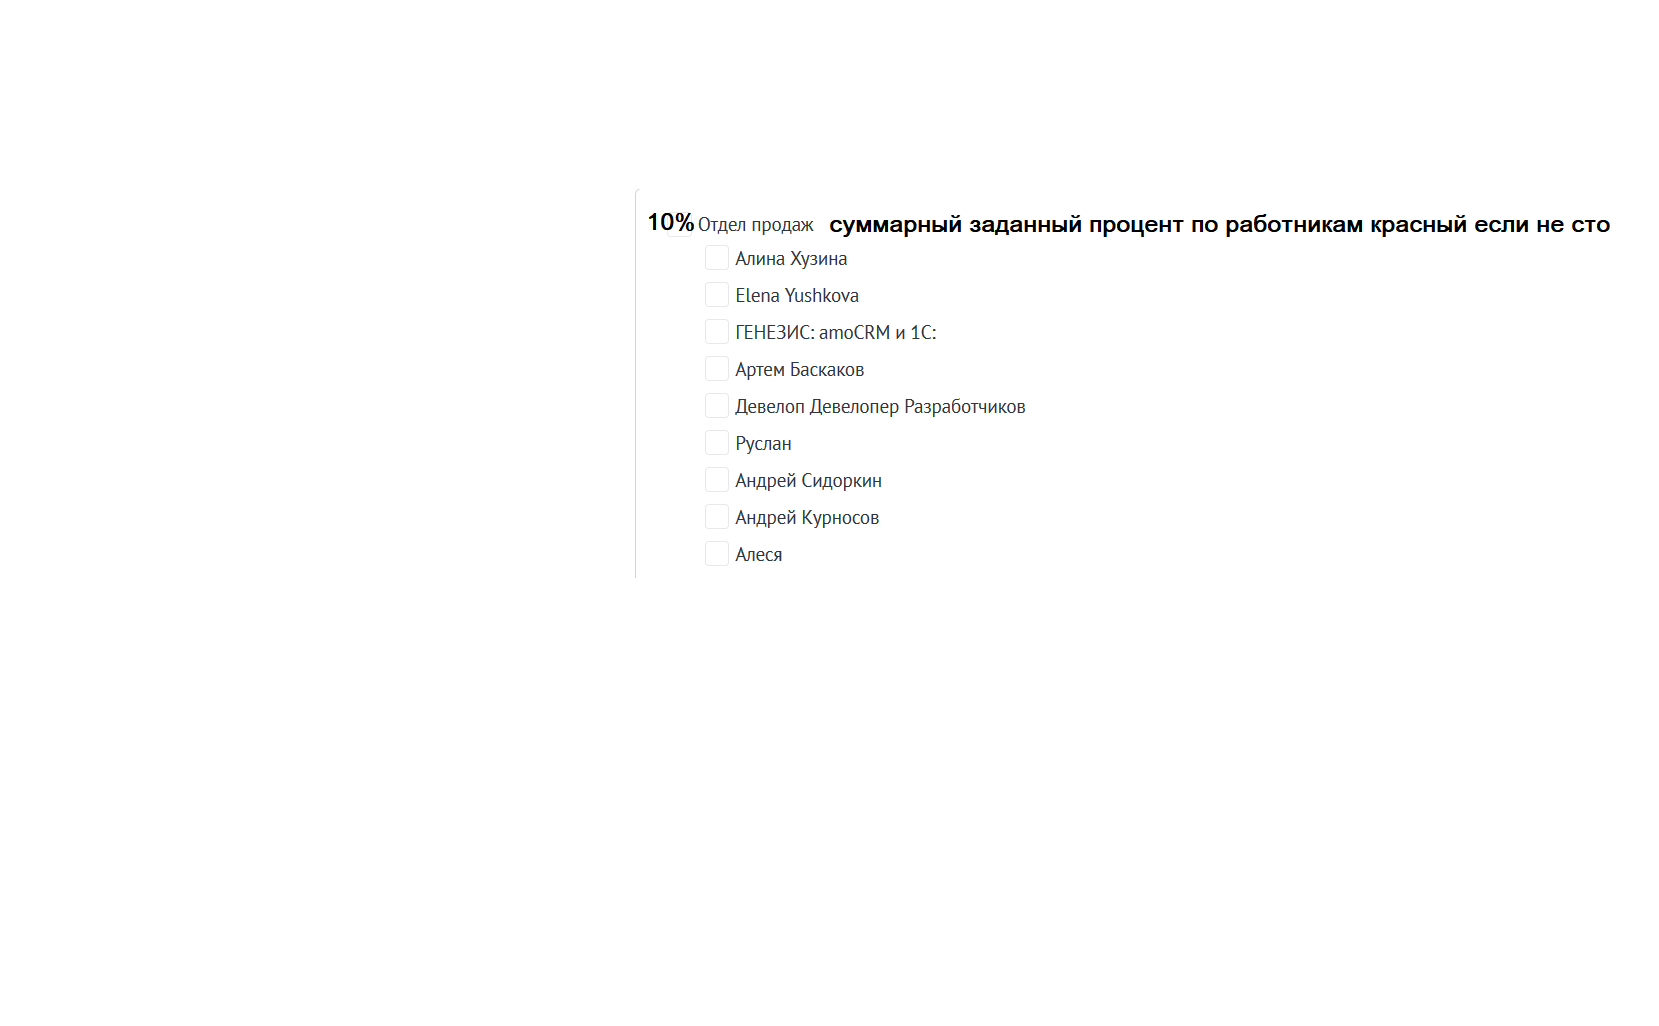 10% Отдел продаж суммарный заданный процент по работникам красный если не сто
Алина Хузина
Elena Yushkova
ГЕНЕЗИС: amoCRM и 1С:
Артем Баскаков
Девелоп Девелопер Разработчиков
Руслан
Андрей Сидоркин
Андрей Курносов
Алеся